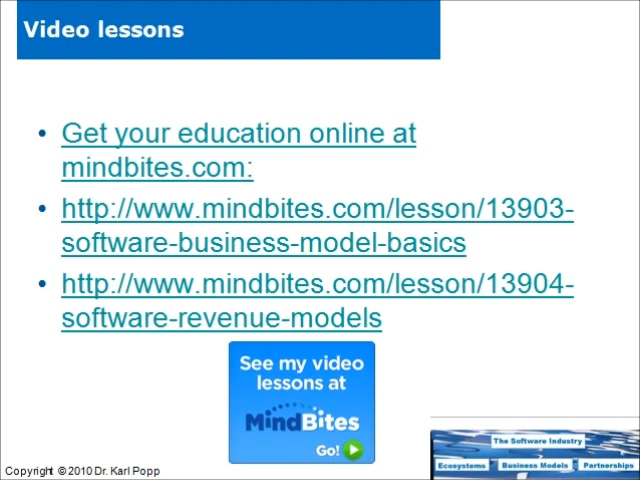 Video lessons
• Get your education online at
mindbites.com:
• http://www.mindbites.com/lesson/13903-
software-business-model-basics
• http://www.mindbites.com/lesson/13904-
software-revenue-models
See my video
lessons at
MindBites
Go!
The Software Industry
Ecosystems Business Models Partnerships
Copyright © 2010 Dr. Karl Popp